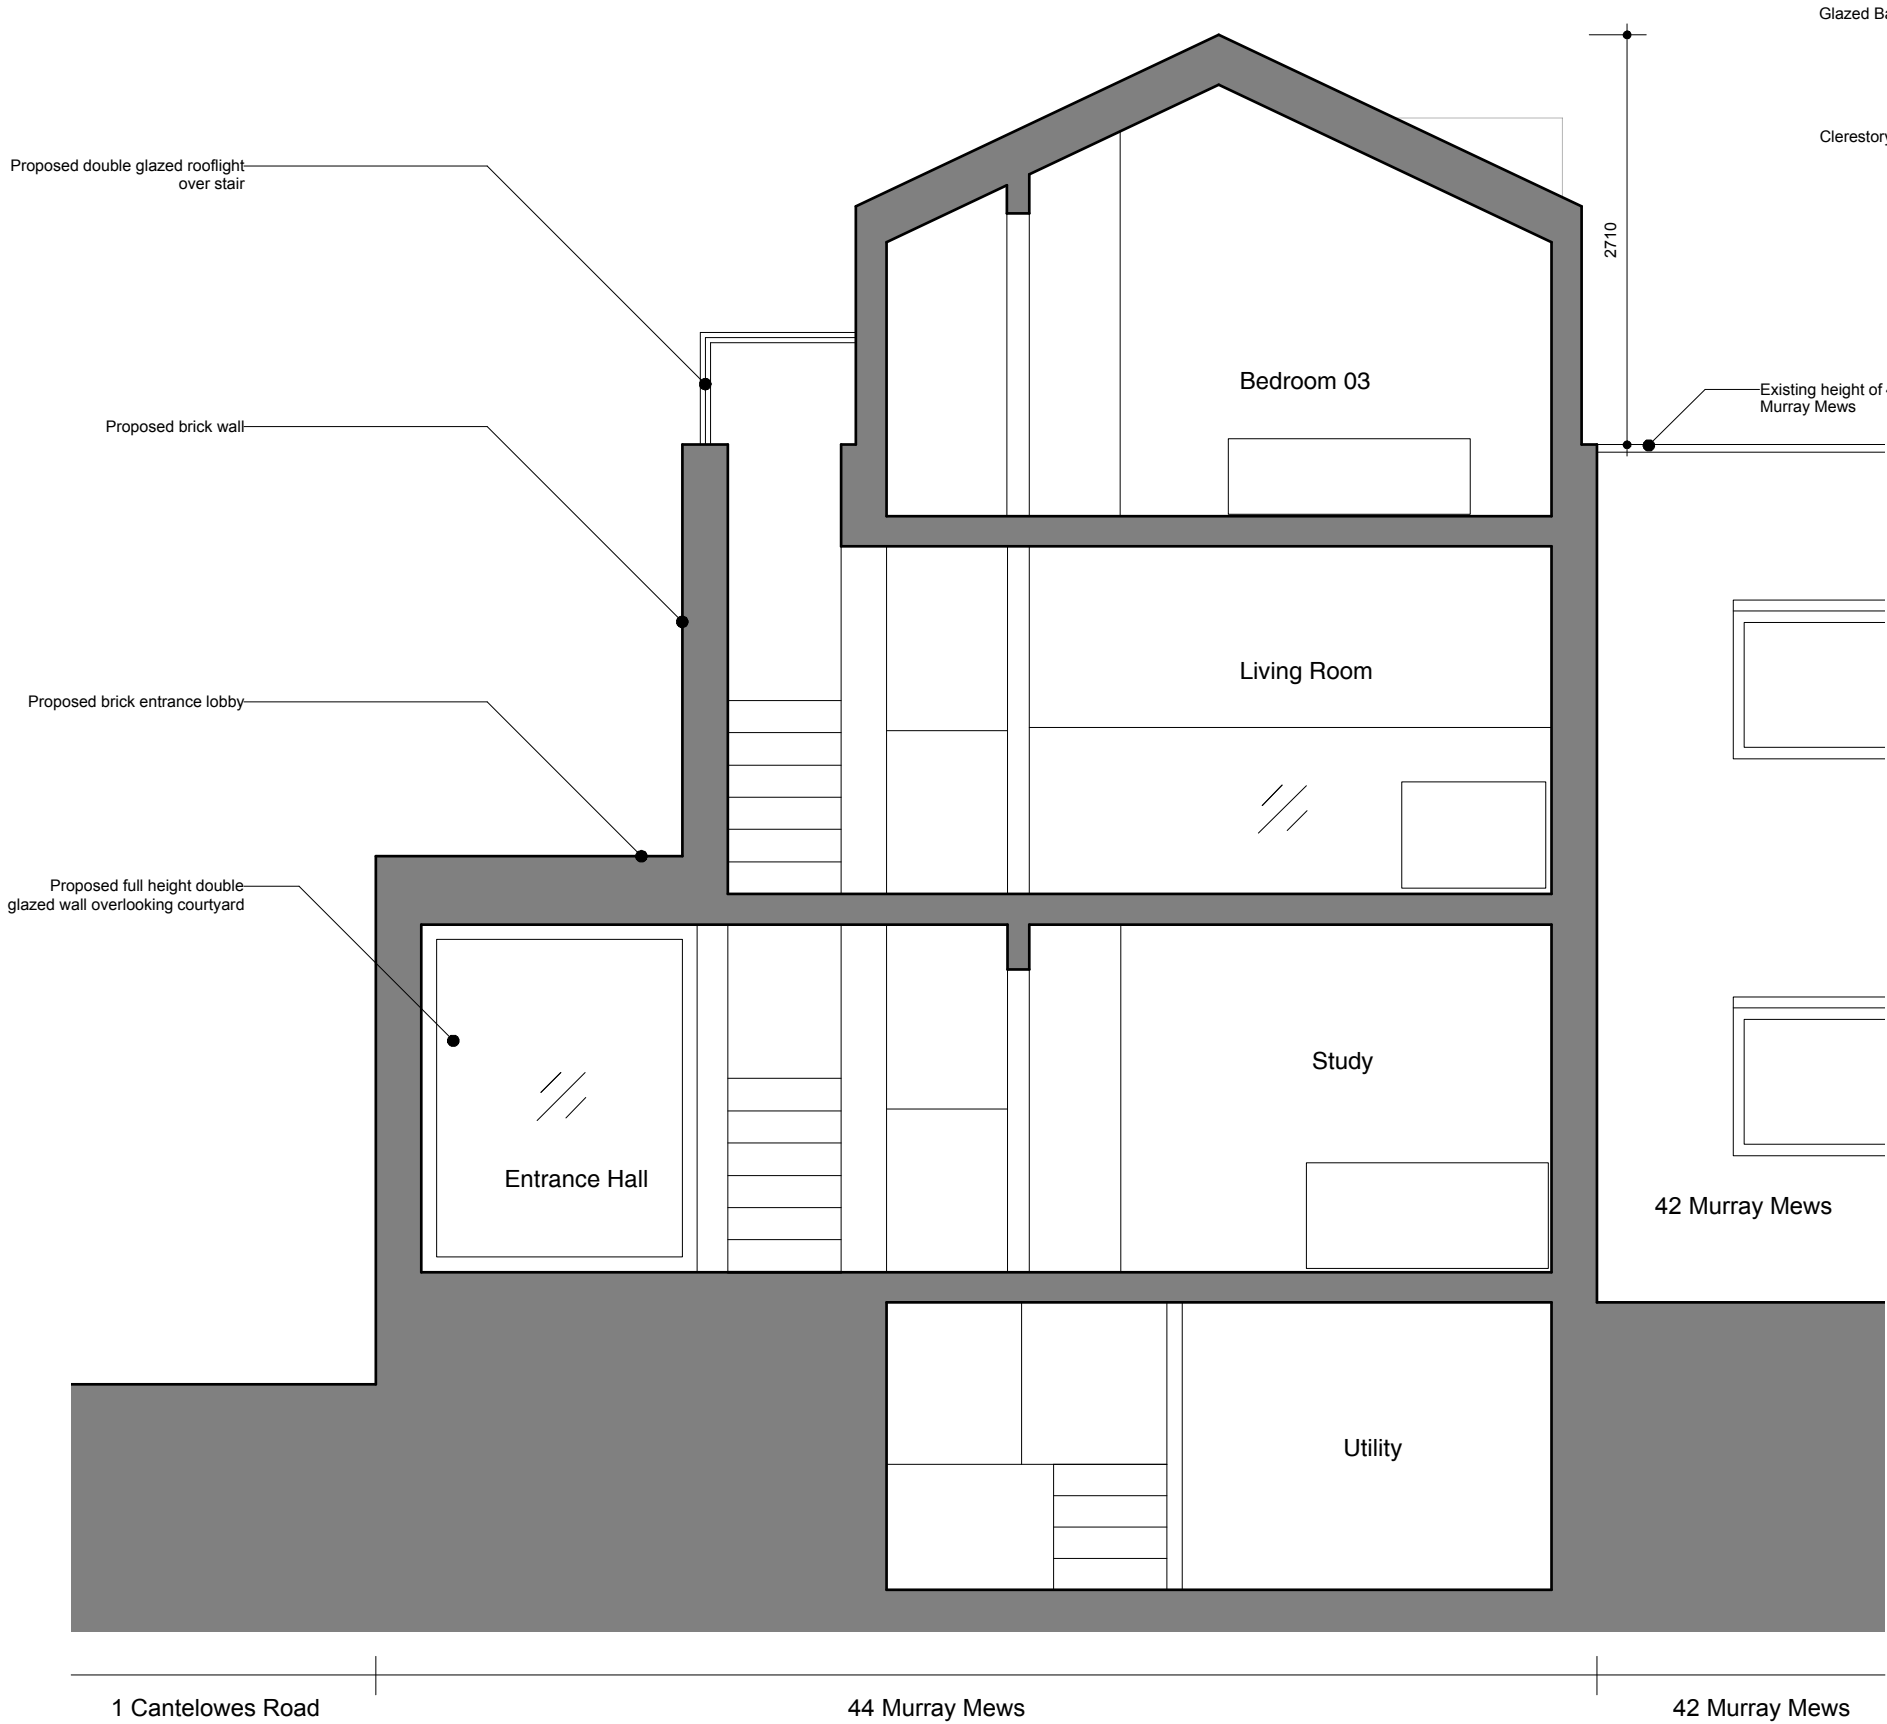 Glazed
Proposed double glazed rooflight
over stair
Clerestory
2710
Bedroom 03
Existing height of
Murray Mews
Proposed brick wall
Living Room
Proposed brick entrance lobby
Proposed full height double
glazed wall overlooking courtyard
Study
Entrance Hall
42 Murray Mews
Utility
1 Cantelowes Road
44 Murray Mews
42 Murray Mews